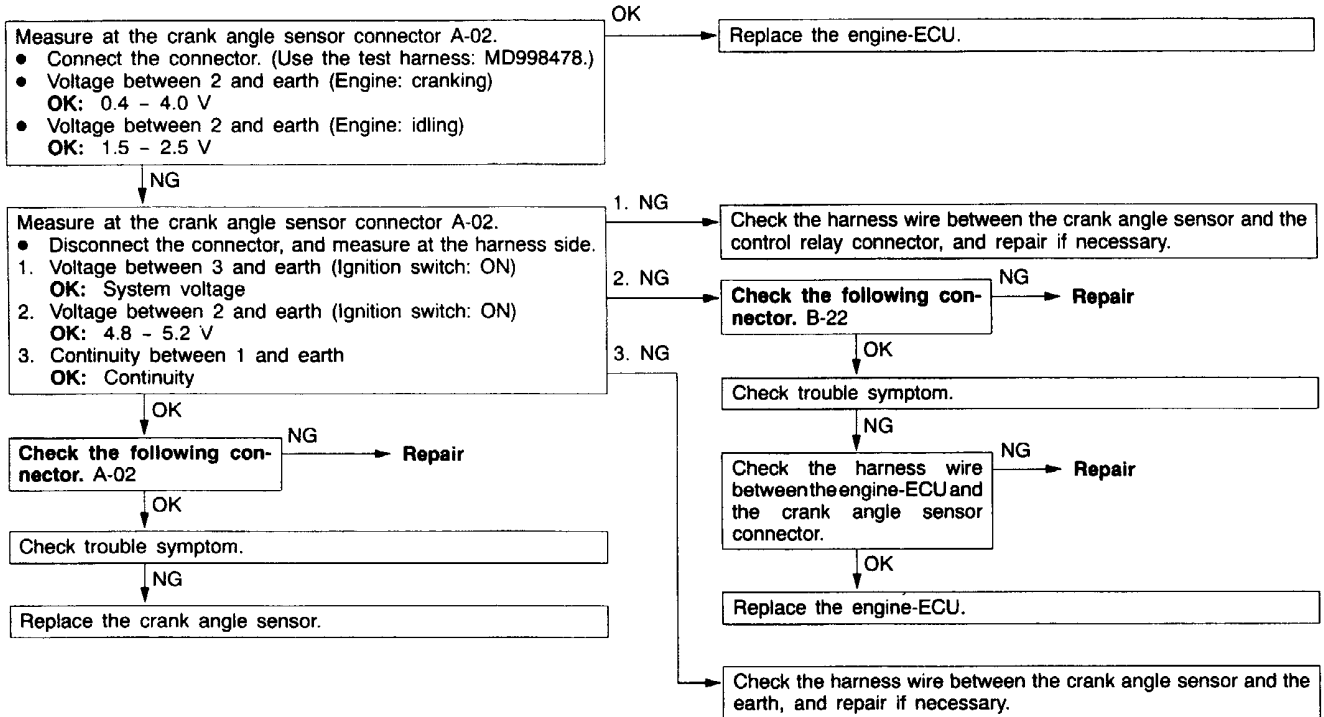 Measure at the crank angle sensor connector A-02.
● Connect the connector. (Use the test harness: MD998478.)
● Voltage between 2 and earth (Engine: cranking)
OK: 0.4 – 4.0 V
● Voltage between 2 and earth (Engine: idling)
OK: 1.5 – 2.5 V
OK
Replace the engine-ECU.
NG
Measure at the crank angle sensor connector A-02.
● Disconnect the connector, and measure at the harness side.
1. Voltage between 3 and earth (Ignition switch: ON)
OK: System voltage
2. Voltage between 2 and earth (Ignition switch: ON)
OK: 4.8 – 5.2 V
3. Continuity between 1 and earth
OK: Continuity
1. NG
Check the harness wire between the crank angle sensor and the
control relay connector, and repair if necessary.
2. NG
Check the following con-
nector. B-22
NG
Repair
OK
Check trouble symptom.
NG
Check the harness wire
between the engine-ECU and
the crank angle sensor
connector.
NG
Repair
OK
Replace the engine-ECU.
3. NG
Check the harness wire between the crank angle sensor and the
earth, and repair if necessary.
OK
Check the following con-
nector. A-02
NG
Repair
OK
Check trouble symptom.
NG
Replace the crank angle sensor.